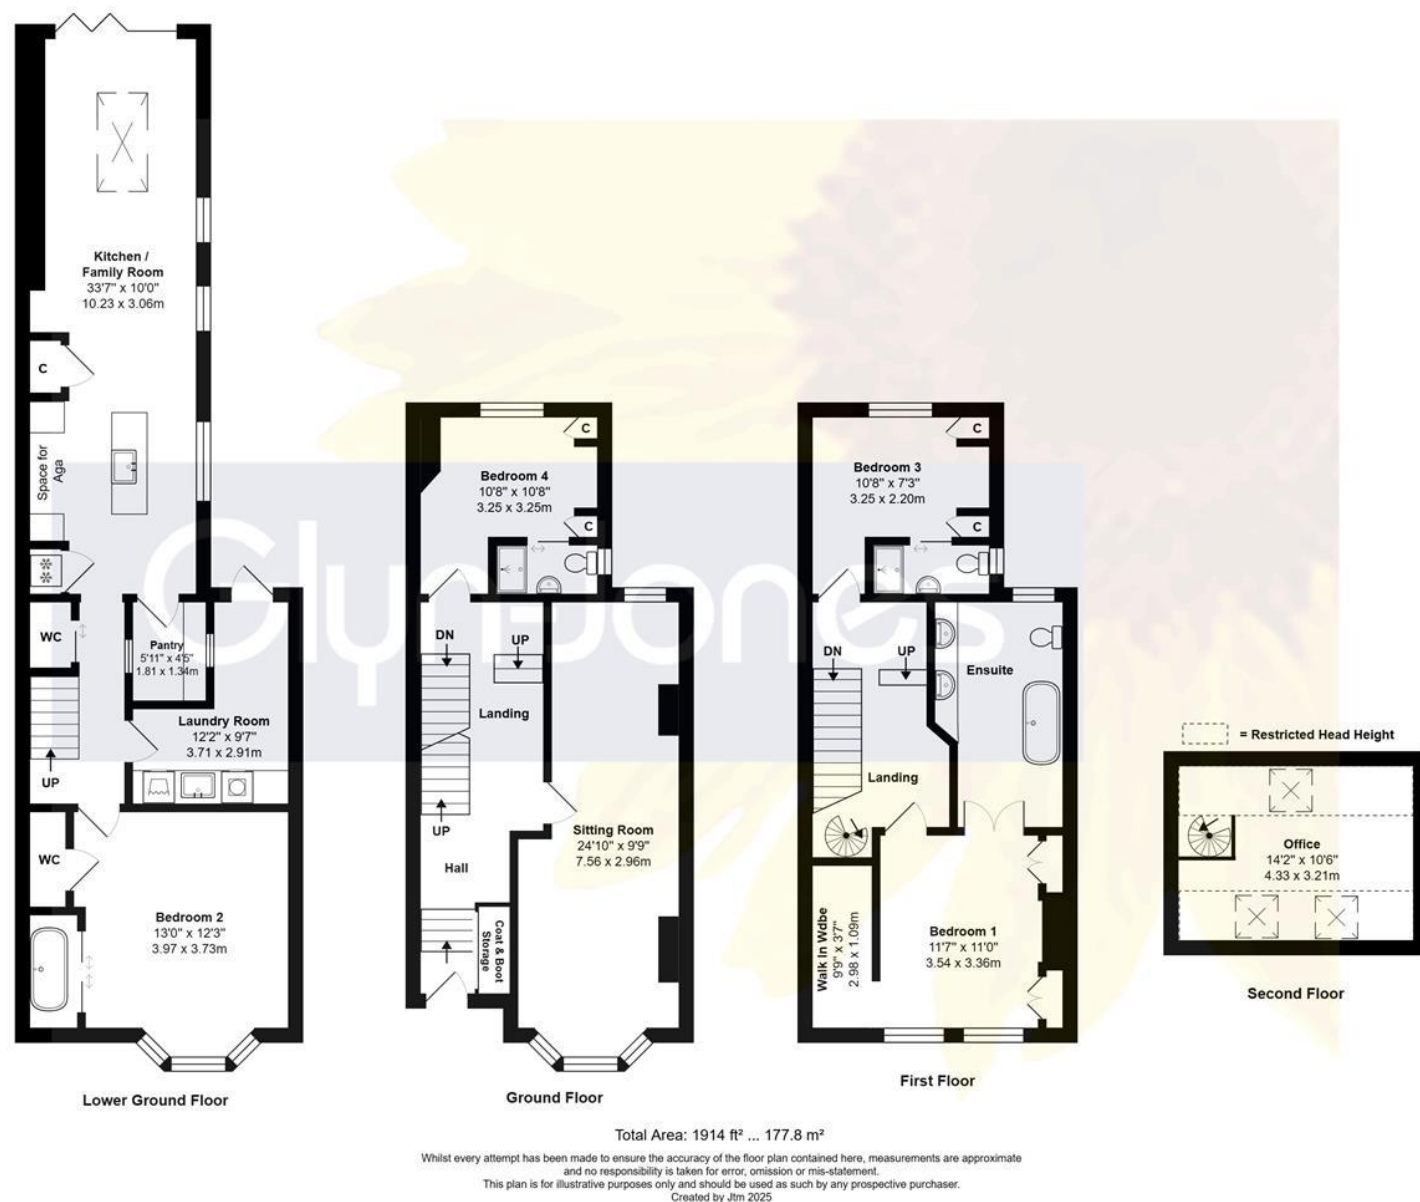 Kitchen /
Family Room
33'7" x 10'0"
10.23 x 3.06m
C
Space for
Aga
WC
Pantry
5'11" x 4'5"
1.81 x 1.34m
Laundry Room
12'2" x 9'7"
3.71 x 2.91m
UP
WC
Bedroom 2
13'0" x 12'3"
3.97 x 3.73m
Lower Ground Floor
C
Bedroom 4
10'8" x 10'8"
3.25 x 3.25m
C
DN
UP
Landing
UP
Sitting Room
24'10" x 9'9"
7.56 x 2.96m
Hall
Coat & Boot
Storage
Ground Floor
C
Bedroom 3
10'8" x 7'3"
3.25 x 2.20m
C
DN
UP
Ensuite
Landing
Walk In Wdbe
9'9" x 3'7"
2.98 x 1.09m
Bedroom 1
11'7" x 11'0"
3.54 x 3.36m
First Floor
= Restricted Head Height
Office
14'2" x 10'6"
4.33 x 3.21m
Second Floor
Glyn-Jones
Total Area: 1914 ft² ... 177.8 m²
Whilst every attempt has been made to ensure the accuracy of the floor plan contained here, measurements are approximate
and no responsibility is taken for error, omission or mis-statement.
This plan is for illustrative purposes only and should be used as such by any prospective purchaser.
Created by Jtm 2025